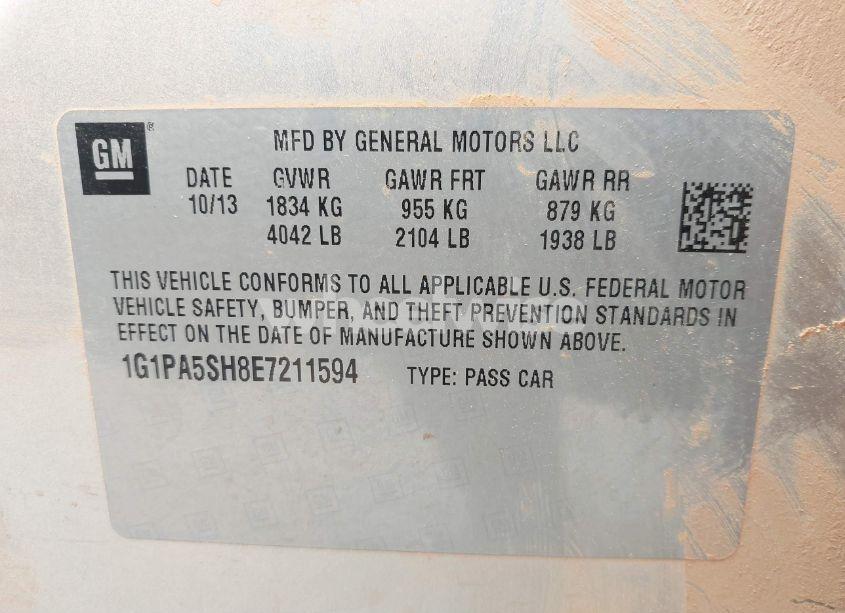 GM ® MFD BY GENERAL MOTORS LLC
DATE GVWR GAWR FRT GAWR RR
10/13 1834 KG 955 KG 879 KG
4042 LB 2104 LB 1938 LB
THIS VEHICLE CONFORMS TO ALL APPLICABLE U.S. FEDERAL MOTOR
VEHICLE SAFETY, BUMPER, AND THEFT PREVENTION STANDARDS IN
EFFECT ON THE DATE OF MANUFACTURE SHOWN ABOVE.
1G1PA5SH8E7211594 TYPE: PASS CAR